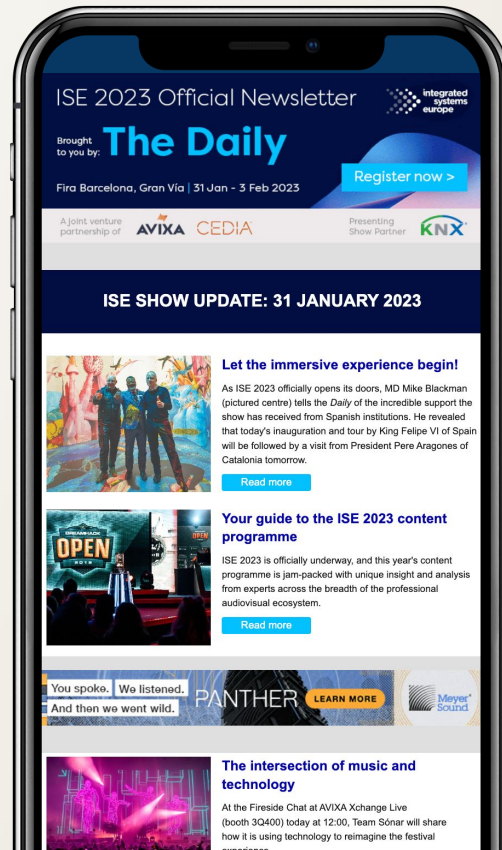 ISE 2023 Official Newsletter
integrated
systems
europe
Brought
to you by:
The Daily
Fira Barcelona, Gran Vía | 31 Jan - 3 Feb 2023
Register now >
A joint venture
partnership of
AVIXA
CEDIA
Presenting
Show Partner
KNX
ISE SHOW UPDATE: 31 JANUARY 2023
Let the immersive experience begin!
As ISE 2023 officially opens its doors, MD Mike Blackman
(pictured centre) tells the Daily of the incredible support the
show has received from Spanish institutions. He revealed
that today's inauguration and tour by King Felipe VI of Spain
will be followed by a visit from President Pere Aragones of
Catalonia tomorrow.
Read more
DREAMHACK
OPEN
Your guide to the ISE 2023 content
programme
ISE 2023 is officially underway, and this year's content
programme is jam-packed with unique insight and analysis
from experts across the breadth of the professional
audiovisual ecosystem.
Read more
You spoke. We listened.
And then we went wild.
PANTHER
LEARN MORE
Meyer
Sound
The intersection of music and
technology
At the Fireside Chat at AVIXA Xchange Live
(booth 3Q400) today at 12:00, Team Sónar will share
how it is using technology to reimagine the festival
experience